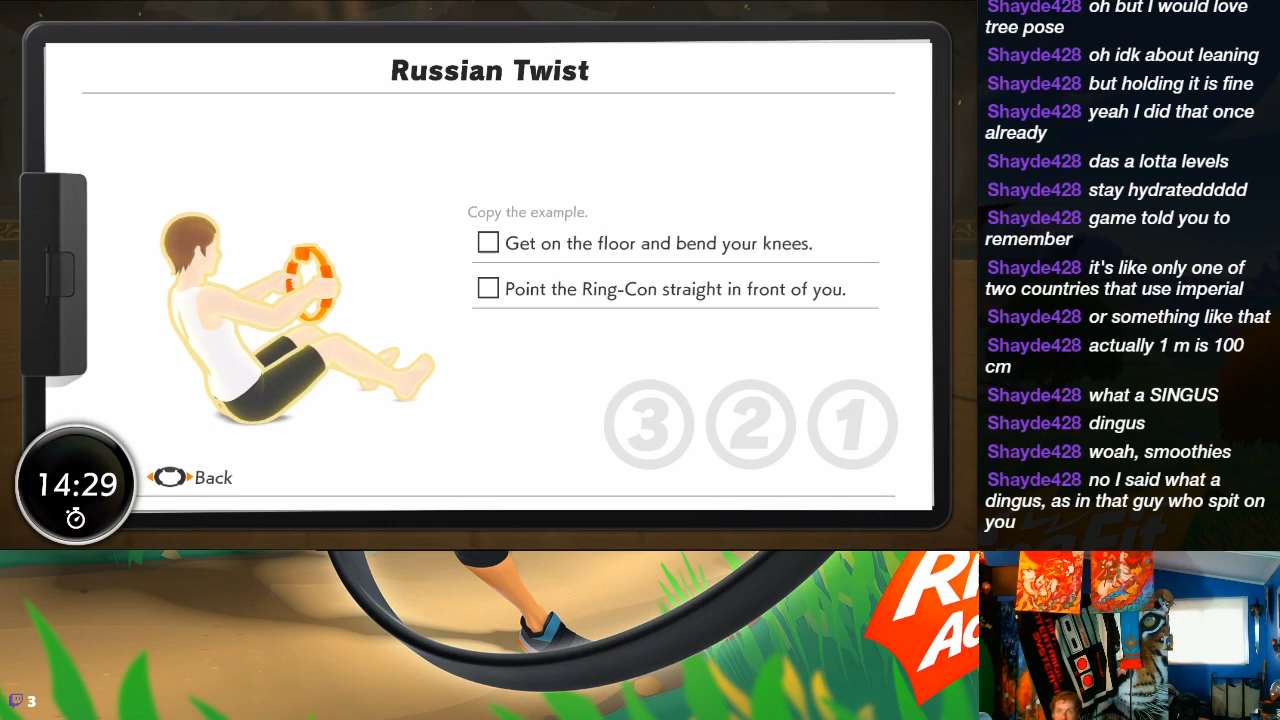 Russian Twist
Copy the example.
Get on the floor and bend your knees.
Point the Ring-Con straight in front of you.
3 2 1
Back
14:29
3
Shayde428 oh but I would love
tree pose
Shayde428 oh idk about leaning
Shayde428 but holding it is fine
Shayde428 yeah I did that once
already
Shayde428 das a lotta levels
Shayde428 stay hydrateddddd
Shayde428 game told you to
remember
Shayde428 it's like only one of
two countries that use imperial
Shayde428 or something like that
Shayde428 actually 1 m is 100
cm
Shayde428 what a SINGUS
Shayde428 dingus
Shayde428 woah, smoothies
Shayde428 no I said what a
dingus, as in that guy who spit on
you